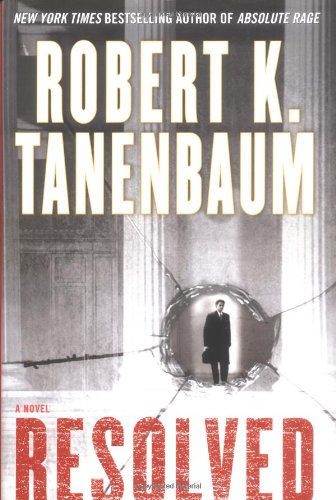 NEW YORK TIMES BESTSELLING AUTHOR OF ABSOLUTE RAGE
ROBERT K.
TANENBAUM
A NOVEL
RESOLVED